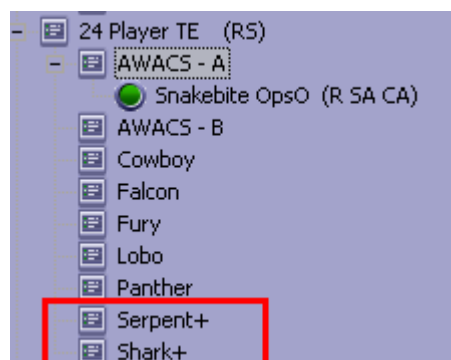 24 Player TE (RS)
AWACS - A
Snakebite OpsO (R SA CA)
AWACS - B
Cowboy
Falcon
Fury
Lobo
Panther
Serpent+
Shark+